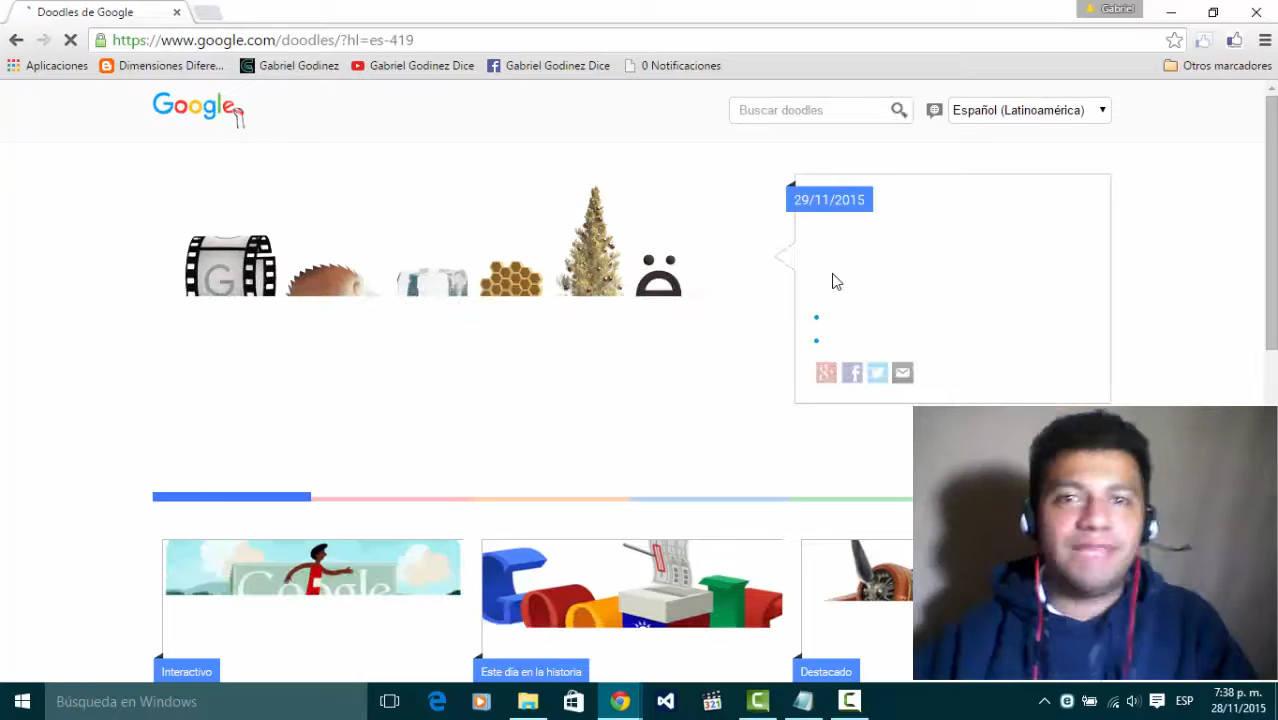 Doodles de Google
Gabriel
https://www.google.com/doodles/?hl=es-419
Aplicaciones
Dimensiones Difere...
Gabriel Godinez
Gabriel Godinez Dice
Gabriel Godinez Dice
0 Notificaciones
Otros marcadores
Google
Buscar doodles
Español (Latinoamérica)
29/11/2015
G
Google
Interactivo
Este día en la historia
Destacado
Búsqueda en Windows
321
ESP
7:38 p. m.
28/11/2015